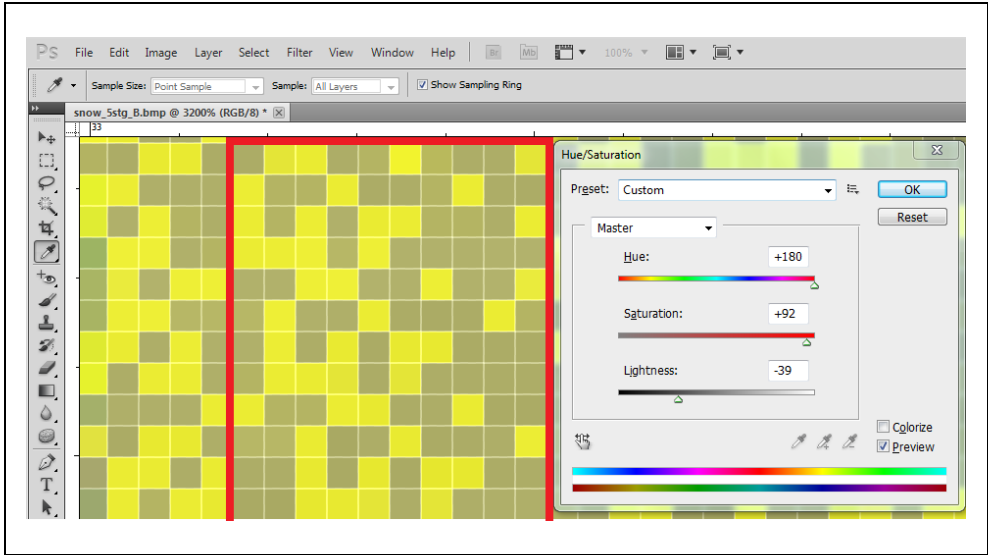 Ps File Edit Image Layer Select Filter View Window Help Br Mb 100%
Sample Size: Point Sample Sample: All Layers Show Sampling Ring
snow_5stg_B.bmp @ 3200% (RGB/8) *
33
Hue/Saturation
Preset: Custom OK
Master Reset
Hue: +180
Saturation: +92
Lightness: -39
Colorize
Preview
T